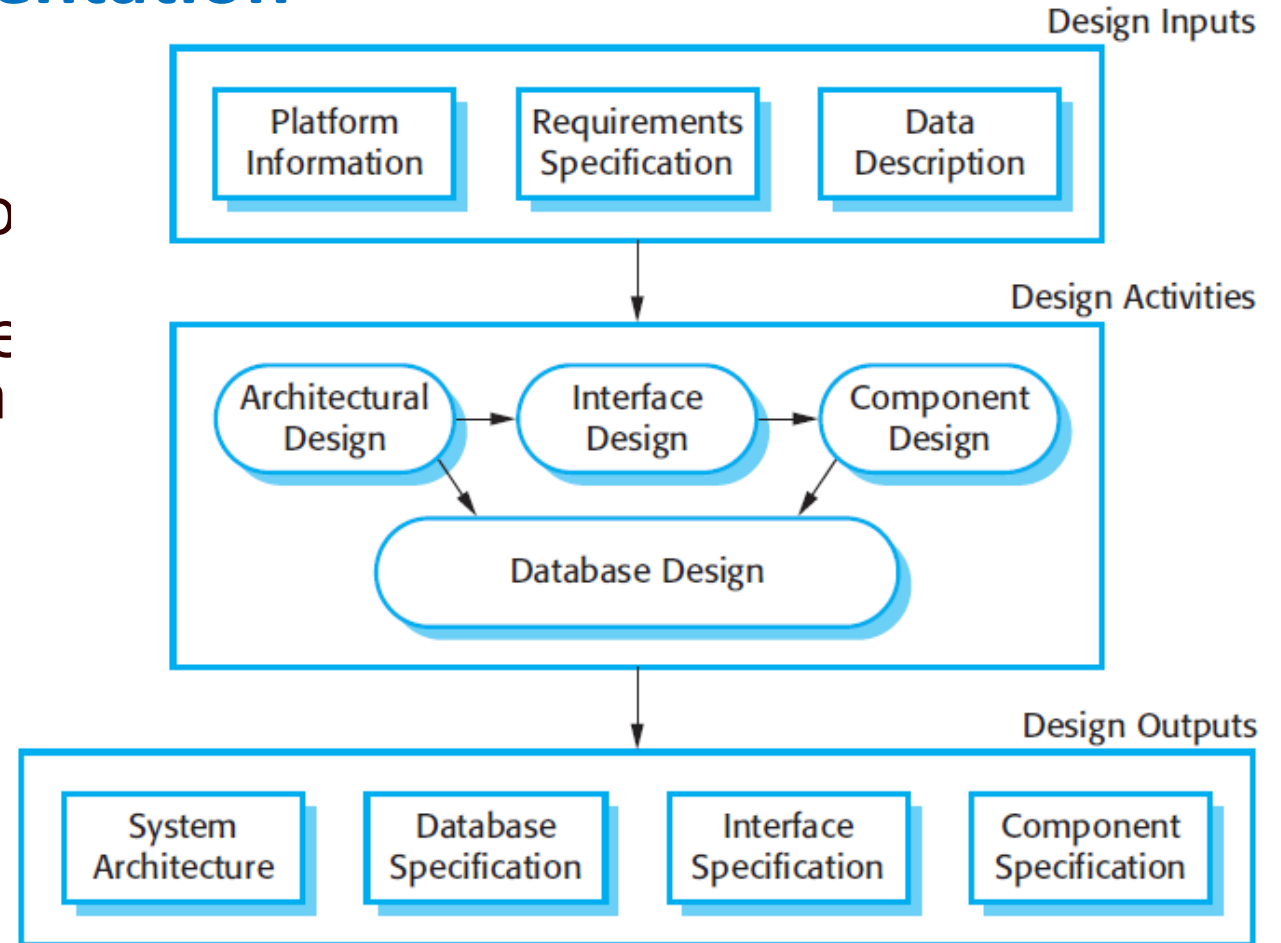 Design Inputs
Platform
Information
Requirements
Specification
Data
Description
Design Activities
Architectural
Design
Interface
Design
Component
Design
Database Design
Design Outputs
System
Architecture
Database
Specification
Interface
Specification
Component
Specification